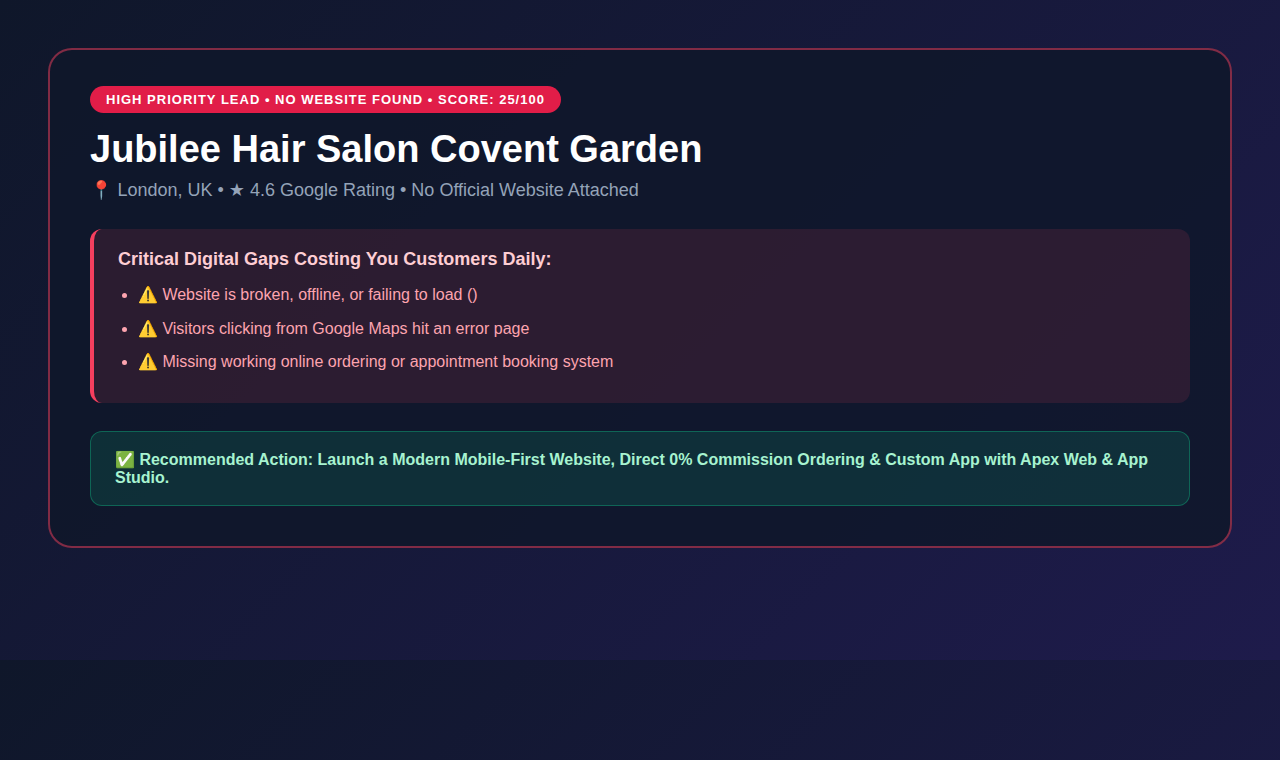 HIGH PRIORITY LEAD • NO WEBSITE FOUND • SCORE: 25/100
Jubilee Hair Salon Covent Garden
📍 London, UK • ★ 4.6 Google Rating • No Official Website Attached
Critical Digital Gaps Costing You Customers Daily:
• ⚠️ Website is broken, offline, or failing to load ()
• ⚠️ Visitors clicking from Google Maps hit an error page
• ⚠️ Missing working online ordering or appointment booking system
✅ Recommended Action: Launch a Modern Mobile-First Website, Direct 0% Commission Ordering & Custom App with Apex Web & App
Studio.